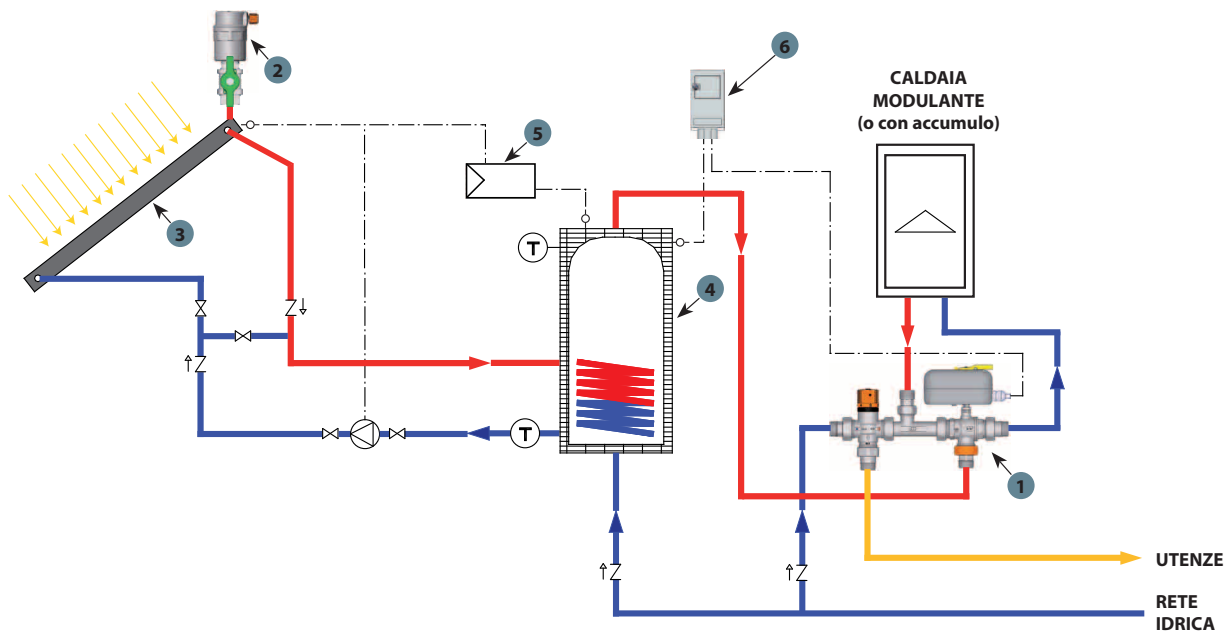 2
6
CALDAIA
MODULANTE
(o con accumulo)
5
3
T
4
T
1
UTENZE
RETE
IDRICA